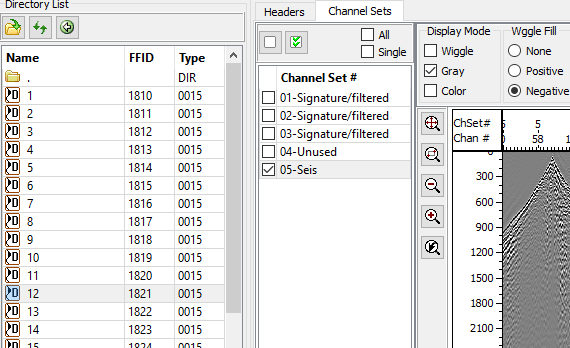 Directory List
Name FFID Type
. DIR
1 1810 0015
2 1811 0015
3 1812 0015
4 1813 0015
5 1814 0015
6 1815 0015
7 1816 0015
8 1817 0015
9 1818 0015
10 1819 0015
11 1820 0015
12 1821 0015
13 1822 0015
14 1823 0015
15 1824 0015
Headers Channel Sets
All
Single
Channel Set #
01-Signature/filtered
02-Signature/filtered
03-Signature/filtered
04-Unused
05-Seis
Display Mode
Wiggle
Gray
Color
Wggle Fill
None
Positive
Negative
ChSet# 5 5
Chan # 58
0
300
600
900
1200
1500
1800
2100